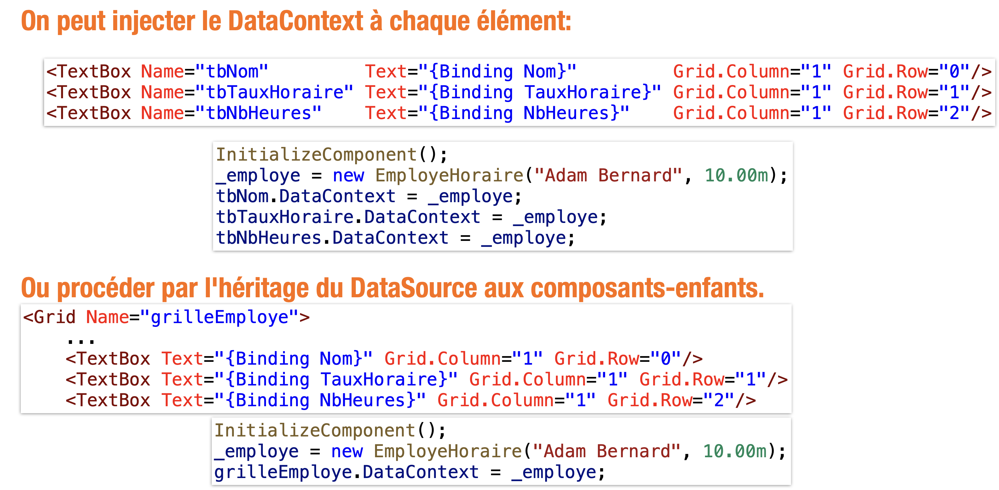 On peut injecter le DataContext à chaque élément:
<TextBox Name="tbNom"         Text="{Binding Nom}"         Grid.Column="1" Grid.Row="0"/>
<TextBox Name="tbTauxHoraire" Text="{Binding TauxHoraire}" Grid.Column="1" Grid.Row="1"/>
<TextBox Name="tbNbHeures"    Text="{Binding NbHeures}"    Grid.Column="1" Grid.Row="2"/>
InitializeComponent();
_employe = new EmployeHoraire("Adam Bernard", 10.00m);
tbNom.DataContext = _employe;
tbTauxHoraire.DataContext = _employe;
tbNbHeures.DataContext = _employe;
Ou procéder par l'héritage du DataSource aux composants-enfants.
<Grid Name="grilleEmploye">
    ...
    <TextBox Text="{Binding Nom}" Grid.Column="1" Grid.Row="0"/>
    <TextBox Text="{Binding TauxHoraire}" Grid.Column="1" Grid.Row="1"/>
    <TextBox Text="{Binding NbHeures}" Grid.Column="1" Grid.Row="2"/>
InitializeComponent();
_employe = new EmployeHoraire("Adam Bernard", 10.00m);
grilleEmploye.DataContext = _employe;